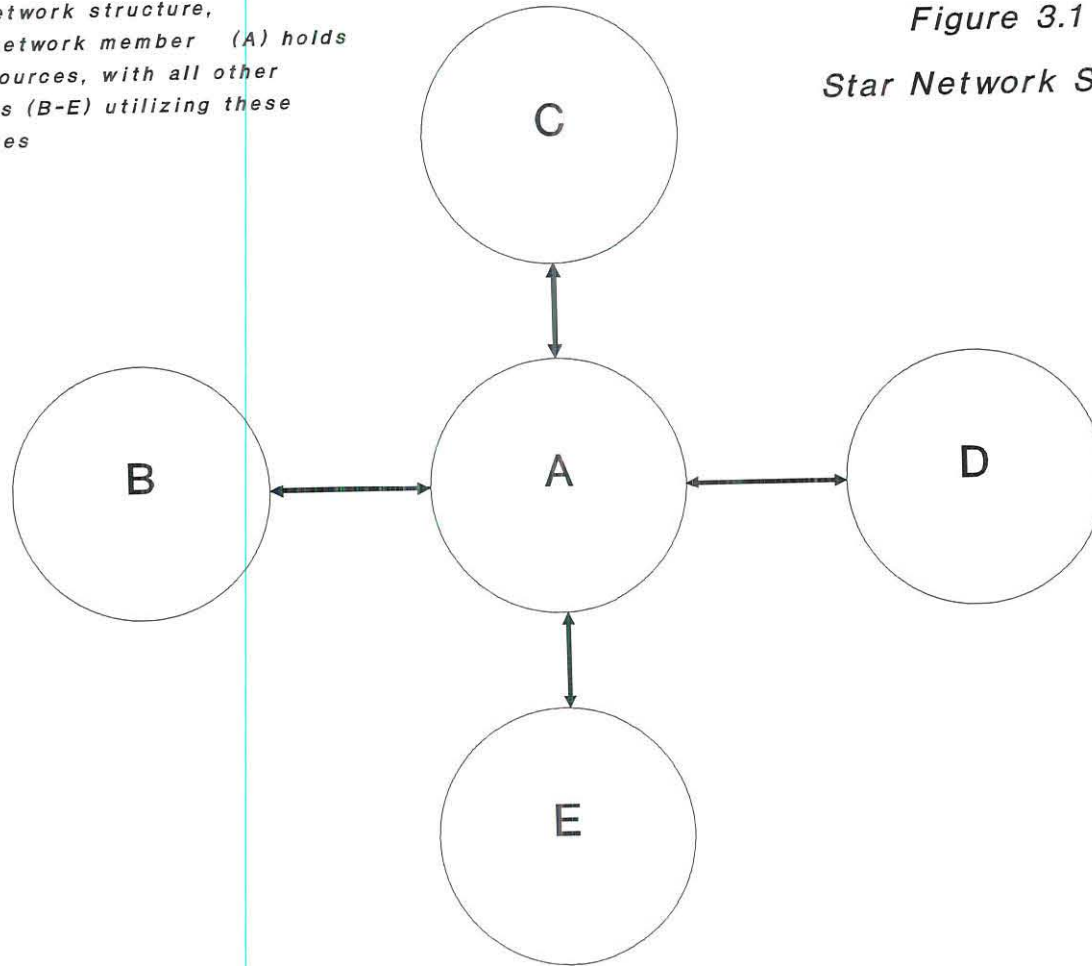 etwork structure,
etwork member (A) holds
ources, with all other
s (B-E) utilizing these
es
Figure 3.1
Star Network S
C
B
A
D
E